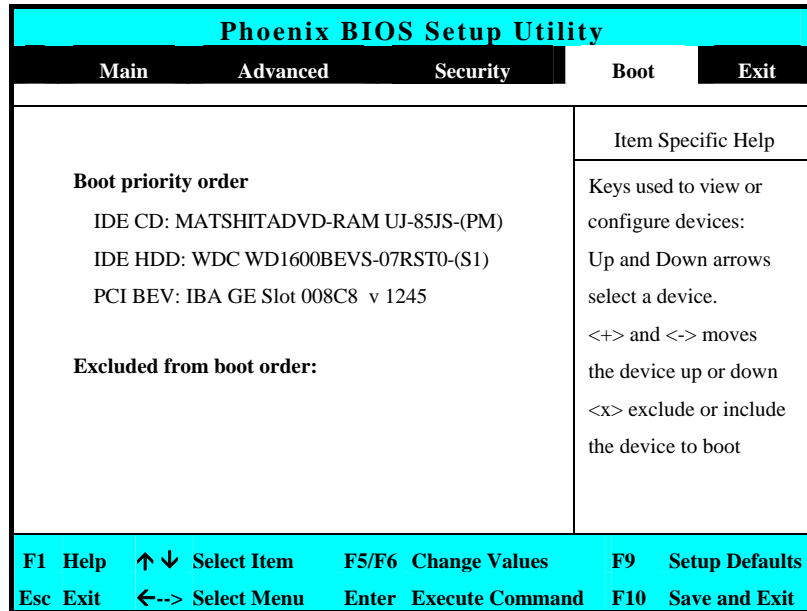 Phoenix BIOS Setup Utility
Main Advanced Security Boot Exit
Boot priority order
IDE CD: MATSHITADVD-RAM UJ-85JS-(PM)
IDE HDD: WDC WD1600BEVS-07RST0-(S1)
PCI BEV: IBA GE Slot 008C8 v 1245
Excluded from boot order:
Item Specific Help
Keys used to view or
configure devices:
Up and Down arrows
select a device.
<+> and <-> moves
the device up or down
<x> exclude or include
the device to boot
F1 Help ↑ ↓ Select Item F5/F6 Change Values F9 Setup Defaults
Esc Exit ←--> Select Menu Enter Execute Command F10 Save and Exit